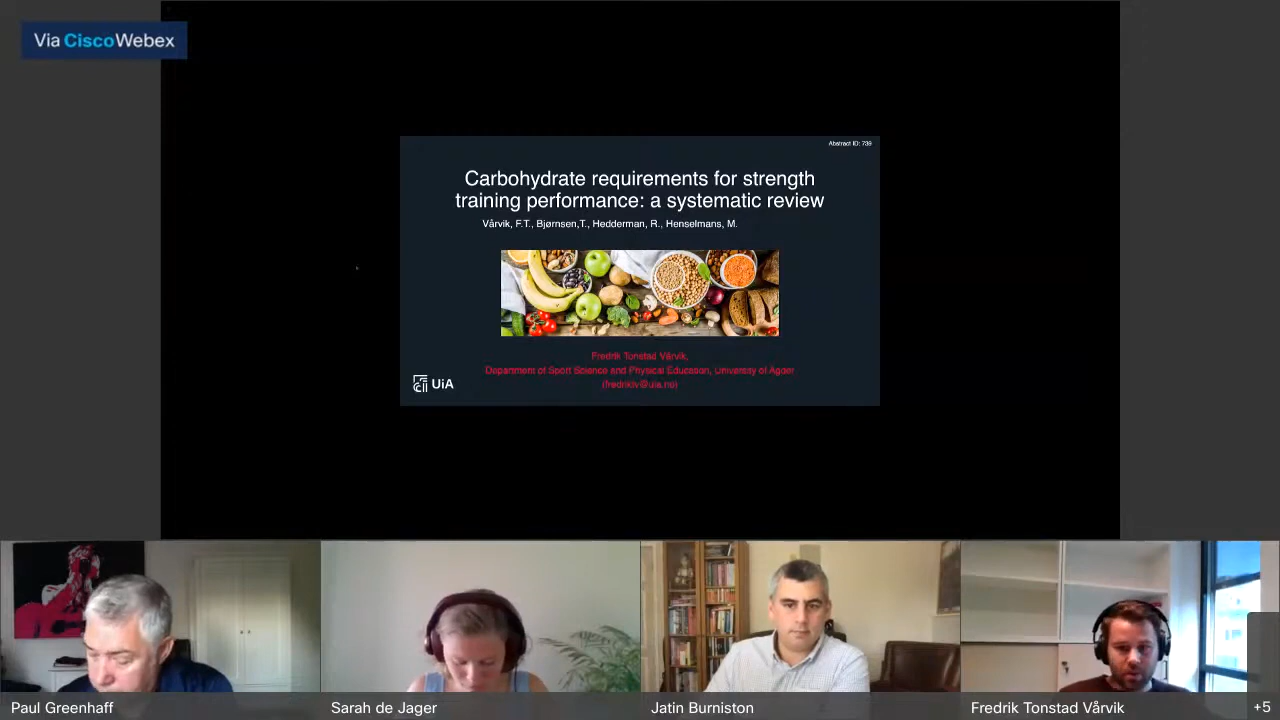 Via CiscoWebex
Abstract ID: 739
Carbohydrate requirements for strength
training performance: a systematic review
Vårvik, F.T., Bjørnsen,T., Hedderman, R., Henselmans, M.
Fredrik Tonstad Vårvik,
Department of Sport Science and Physical Education, University of Agder
UiA
Paul Greenhaff
Sarah de Jager
Jatin Burniston
Fredrik Tonstad Vårvik
+5